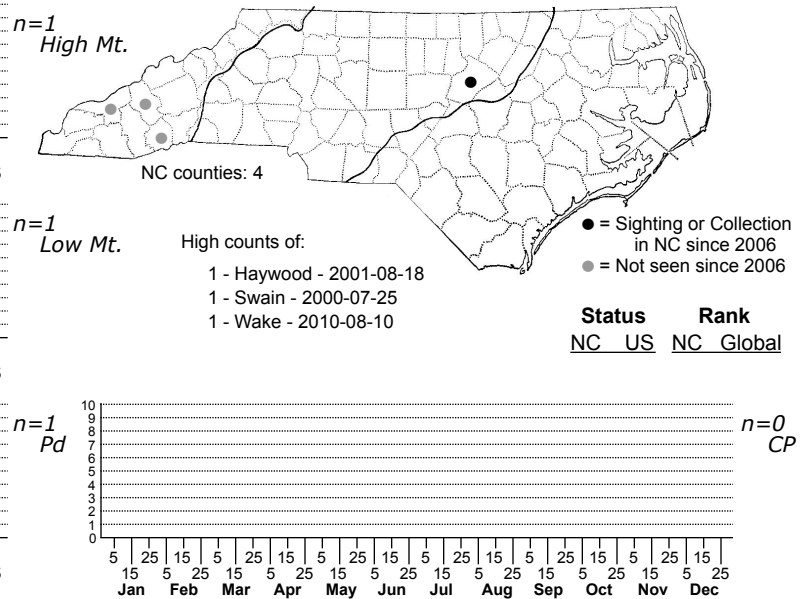 n=1
High Mt.
NC counties: 4
n=1
Low Mt.
High counts of:
1 - Haywood - 2001-08-18
1 - Swain - 2000-07-25
1 - Wake - 2010-08-10
● = Sighting or Collection
in NC since 2006
● = Not seen since 2006
Status Rank
NC US NC Global
n=1
Pd
10
9
8
7
6
5
4
3
2
1
0
n=0
CP
5 25 15 5 25 15 5 25 15 5 25 15 5 25 15 5 25 15
15 5 25 15 5 25 15 5 25 15 5 25 15 5 25 15 5 25
Jan Feb Mar Apr May Jun Jul Aug Sep Oct Nov Dec